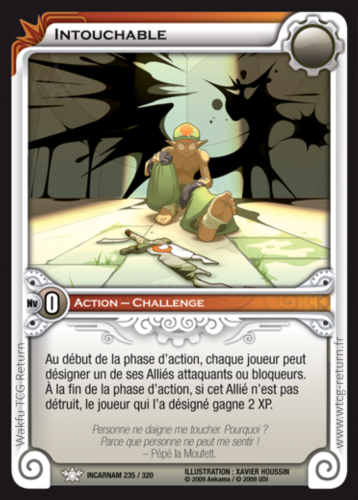 INTOUCHABLE
Nv 0 ACTION – CHALLENGE
Au début de la phase d'action, chaque joueur peut
désigner un de ses Alliés attaquants ou bloqueurs.
À la fin de la phase d'action, si cet Allié n'est pas
détruit, le joueur qui l'a désigné gagne 2 XP.
Personne ne daigne me toucher. Pourquoi ?
Parce que personne ne peut me sentir !
– Pépé la Moufett.
INCARNAM 235 / 320
ILLUSTRATION : XAVIER HOUSSIN
© 2009 Ankama / © 2009 UDE
Wakfu TCG Return
www.wtcg-return.fr